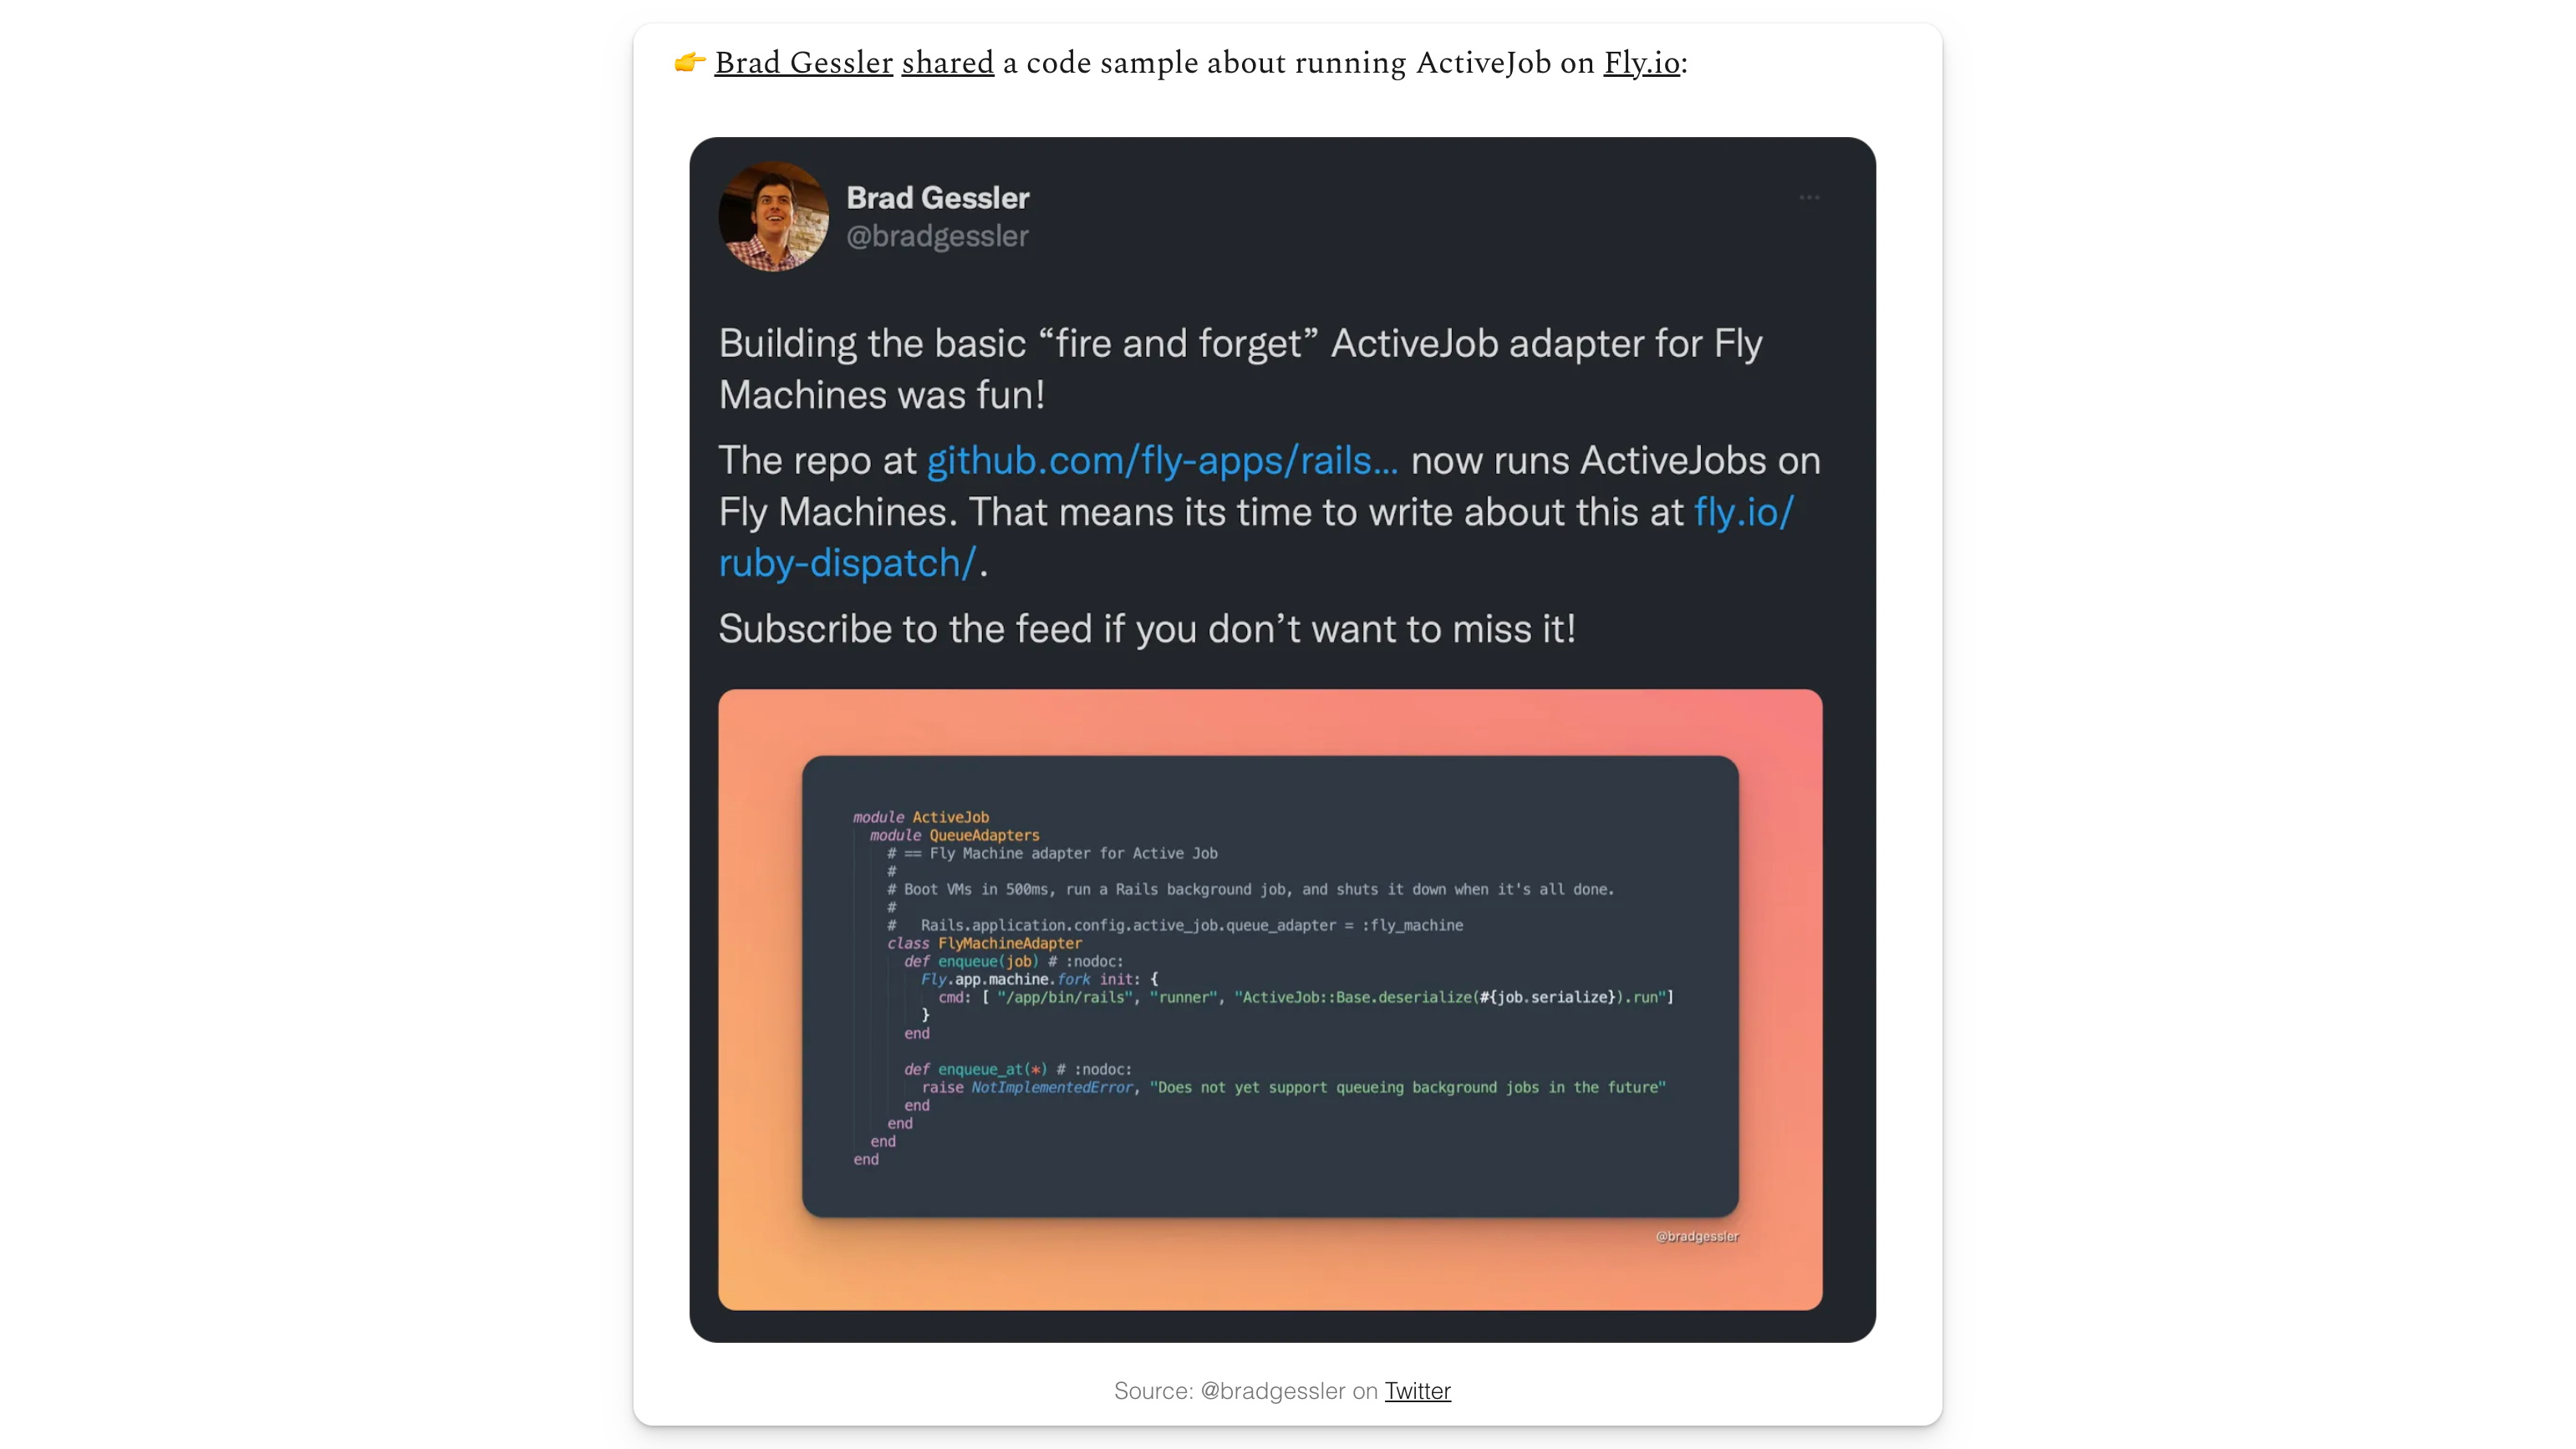 👉 Brad Gessler shared a code sample about running ActiveJob on Fly.io:
Brad Gessler
@bradgessler
Building the basic “fire and forget” ActiveJob adapter for Fly
Machines was fun!
The repo at github.com/fly-apps/rails… now runs ActiveJobs on
Fly Machines. That means its time to write about this at fly.io/
ruby-dispatch/.
Subscribe to the feed if you don’t want to miss it!
module ActiveJob
  module QueueAdapters
    # == Fly Machine adapter for Active Job
    #
    # Boot VMs in 500ms, run a Rails background job, and shuts it down when it's all done.
    #
    #   Rails.application.config.active_job.queue_adapter = :fly_machine
    class FlyMachineAdapter
      def enqueue(job) # :nodoc:
        Fly.app.machine.fork init: {
          cmd: [ "/app/bin/rails", "runner", "ActiveJob::Base.deserialize(#{job.serialize}).run"]
        }
      end

      def enqueue_at(*) # :nodoc:
        raise NotImplementedError, "Does not yet support queueing background jobs in the future"
      end
    end
  end
end
@bradgessler
Source: @bradgessler on Twitter